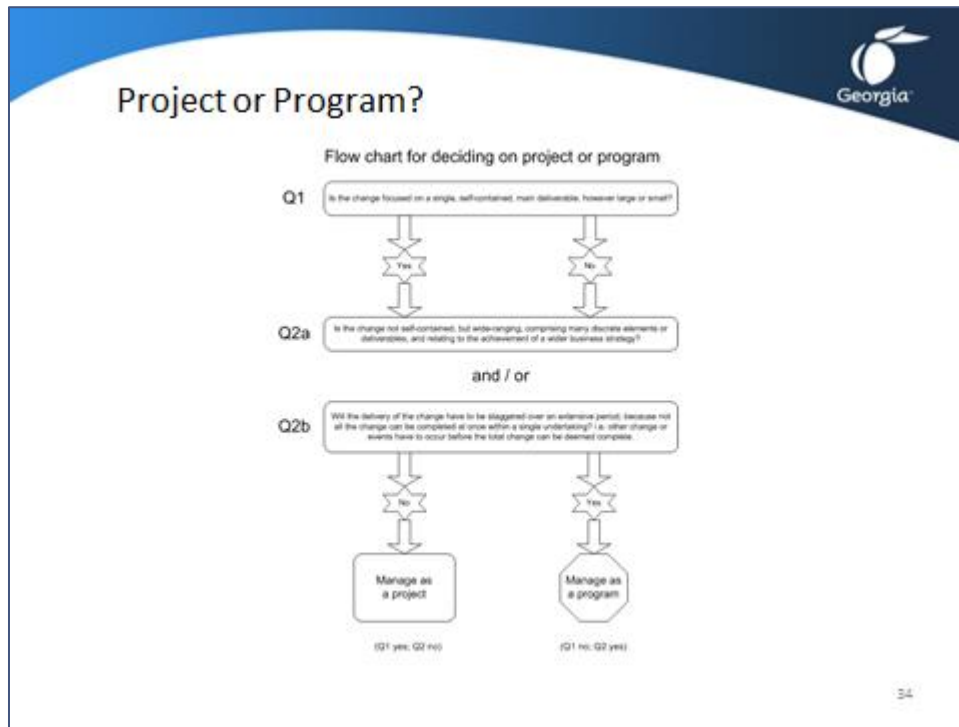 Georgia
Project or Program?
Flow chart for deciding on project or program
Q1
Is the change focused on a single, self-contained, main deliverable, however large or small?
Yes
No
Q2a
Is the change not self-contained, but wide-ranging, comprising many discrete elements or
deliverables, and relating to the achievement of a wider business strategy?
and / or
Q2b
Will the delivery of the change have to be staggered over an extensive period, because not
all the change can be completed at once within a single undertaking? i.e. other change or
events have to occur before the total change can be deemed complete.
No
Yes
Manage as
a project
Manage as
a program
(Q1 yes; Q2 no)
(Q1 no; Q2 yes)
34